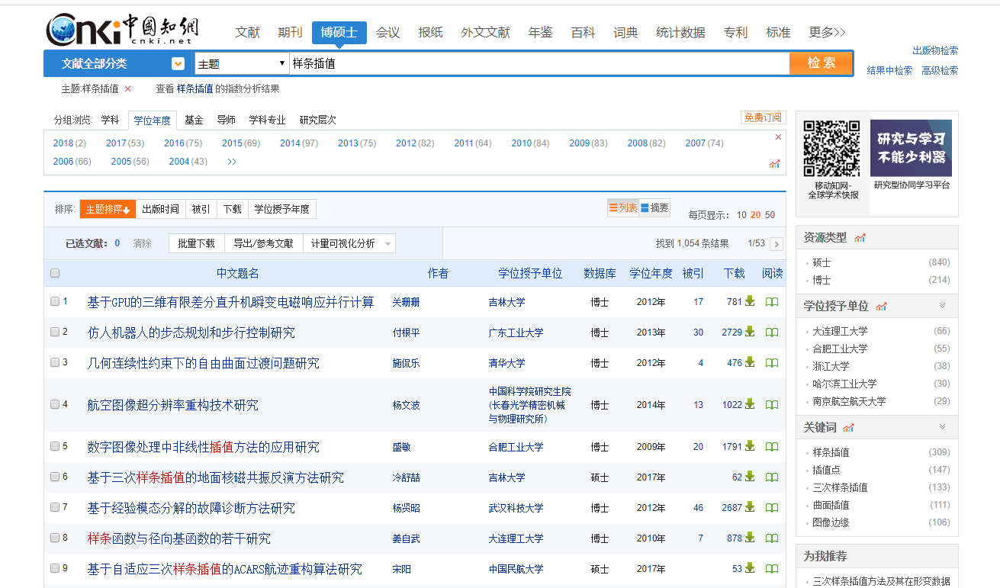 Cnki中國知網
cnki.net
文献 期刊 博硕士 会议 报纸 外文文献 年鉴 百科 词典 统计数据 专利 标准 更多>>
文献全部分类 主题 样条插值 检索
出版物检索
结果中检索 高级检索
主题:样条插值 × 查看 样条插值 的指数分析结果
分组浏览: 学科 学位年度 基金 导师 学科专业 研究层次 免费订阅
2018(2) 2017(53) 2016(75) 2015(69) 2014(97) 2013(75) 2012(82) 2011(64) 2010(84) 2009(83) 2008(82) 2007(74)
2006(66) 2005(56) 2004(43) >>
排序: 主题排序 出版时间 被引 下载 学位授予年度 列表 摘要 每页显示: 10 20 50
已选文献: 0 清除 批量下载 导出/参考文献 计量可视化分析 找到 1,054 条结果 1/53 >
中文题名 作者 学位授予单位 数据库 学位年度 被引 下载 阅读
1 基于GPU的三维有限差分直升机瞬变电磁响应并行计算 关珊珊 吉林大学 博士 2012年 17 781
2 仿人机器人的步态规划和步行控制研究 付根平 广东工业大学 博士 2013年 30 2729
3 几何连续性约束下的自由曲面过渡问题研究 施侃乐 清华大学 博士 2012年 4 476
4 航空图像超分辨率重构技术研究 杨文波 中国科学院研究生院
(长春光学精密机械
与物理研究所) 博士 2014年 13 1022
5 数字图像处理中非线性插值方法的应用研究 盛敏 合肥工业大学 博士 2009年 20 1791
6 基于三次样条插值的地面核磁共振反演方法研究 冷舒喆 吉林大学 硕士 2017年 62
7 基于经验模态分解的故障诊断方法研究 杨贤昭 武汉科技大学 博士 2012年 46 2687
8 样条函数与径向基函数的若干研究 姜自武 大连理工大学 博士 2010年 7 878
9 基于自适应三次样条插值的ACARS航迹重构算法研究 宋阳 中国民航大学 硕士 2017年 53
移动知网-
全球学术快报
研究与学习
不能少利器
研究型协同学习平台
资源类型
硕士 (840)
博士 (214)
学位授予单位
大连理工大学 (66)
合肥工业大学 (55)
浙江大学 (38)
哈尔滨工业大学 (30)
南京航空航天大学 (29)
关键词
样条插值 (309)
插值点 (147)
三次样条插值 (133)
曲面插值 (111)
图像边缘 (106)
为我推荐
三次样条插值方法及其在形变数据